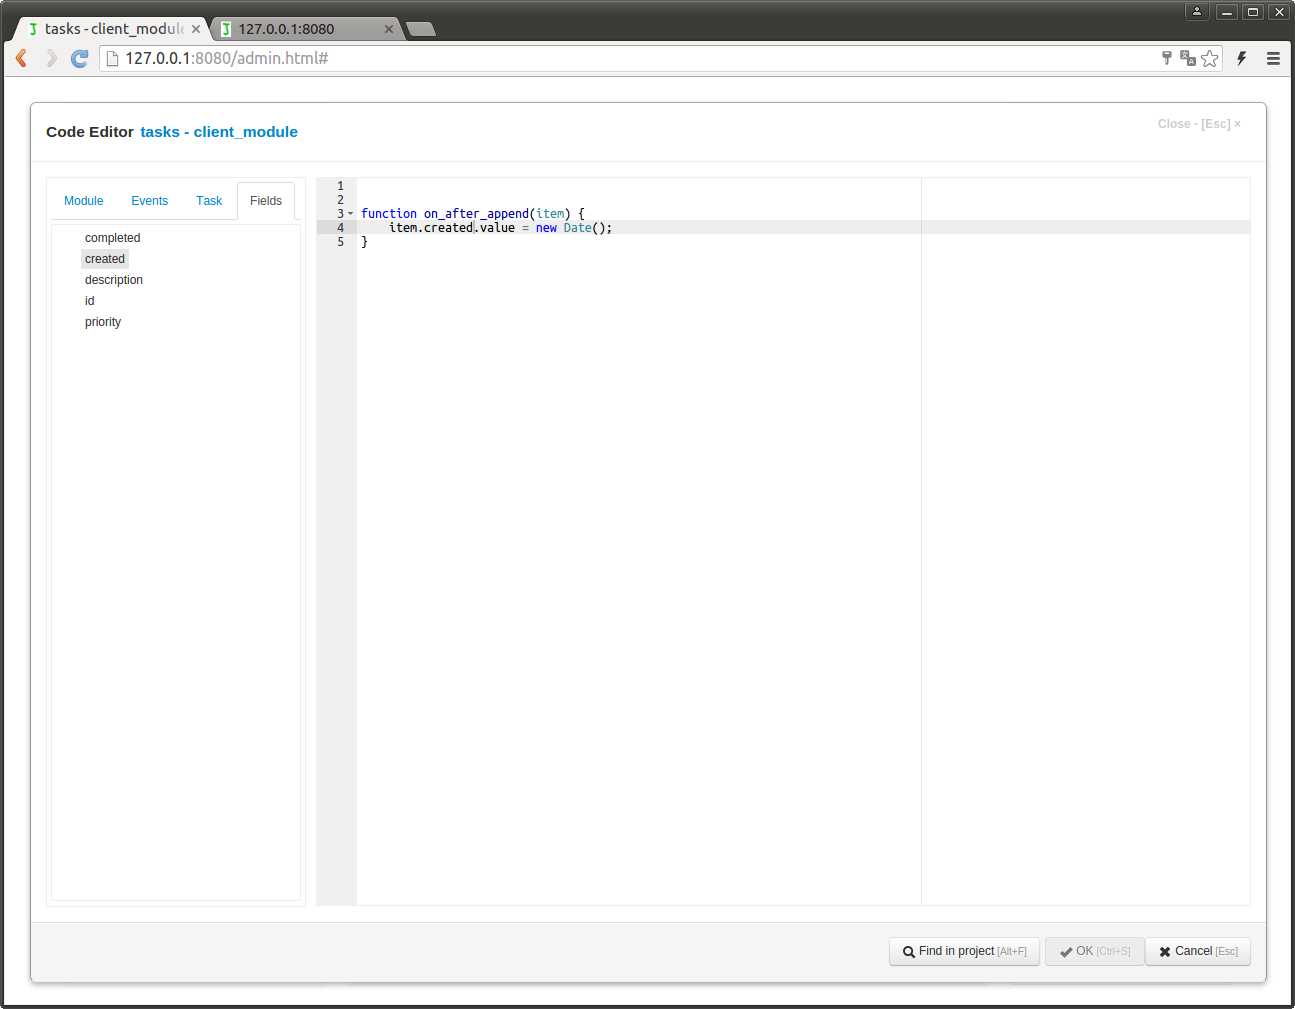 tasks - client_modul
127.0.0.1:8080
127.0.0.1:8080/admin.html#
Code Editor tasks - client_module
Close - [Esc] ×
Module Events Task Fields
completed
created
description
id
priority
1
2
3 function on_after_append(item) {
4 item.created.value = new Date();
5 }
Find in project [Alt+F]
OK [Ctrl+S]
Cancel [Esc]